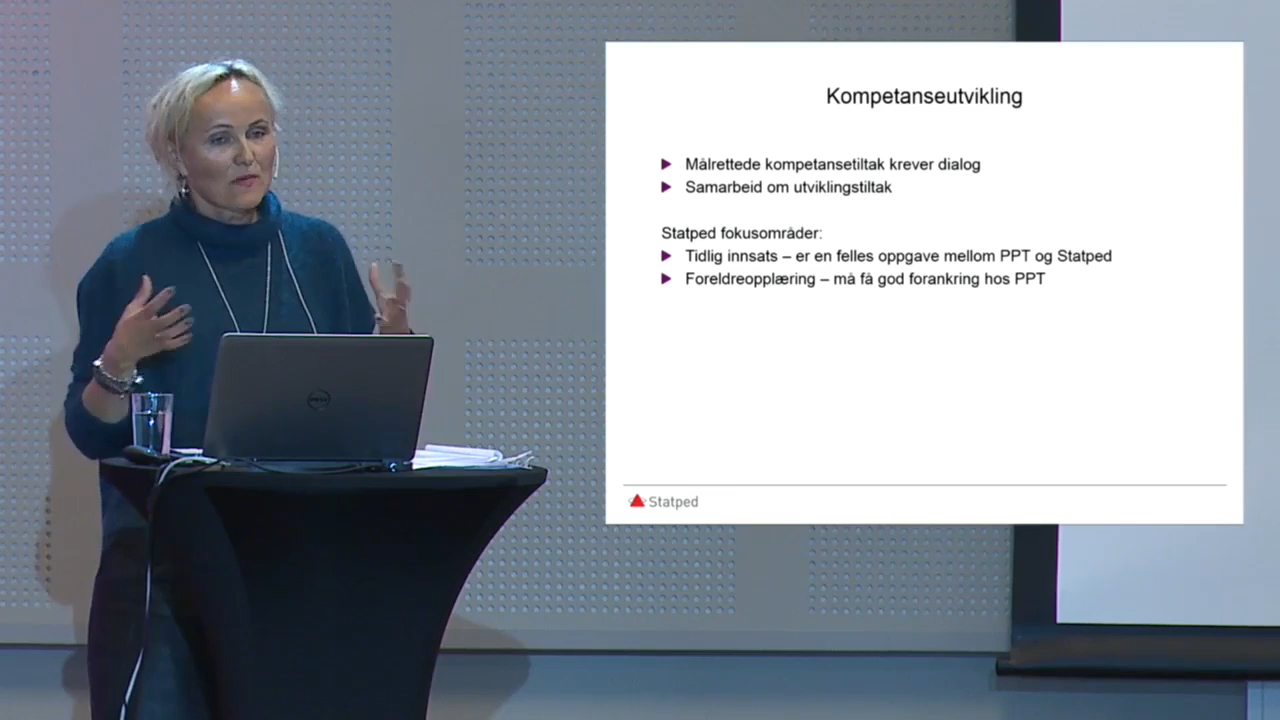 Kompetanseutvikling
Målrettede kompetansetiltak krever dialog
Samarbeid om utviklingstiltak
Statped fokusområder:
Tidlig innsats – er en felles oppgave mellom PPT og Statped
Foreldreopplæring – må få god forankring hos PPT
Statped
DELL